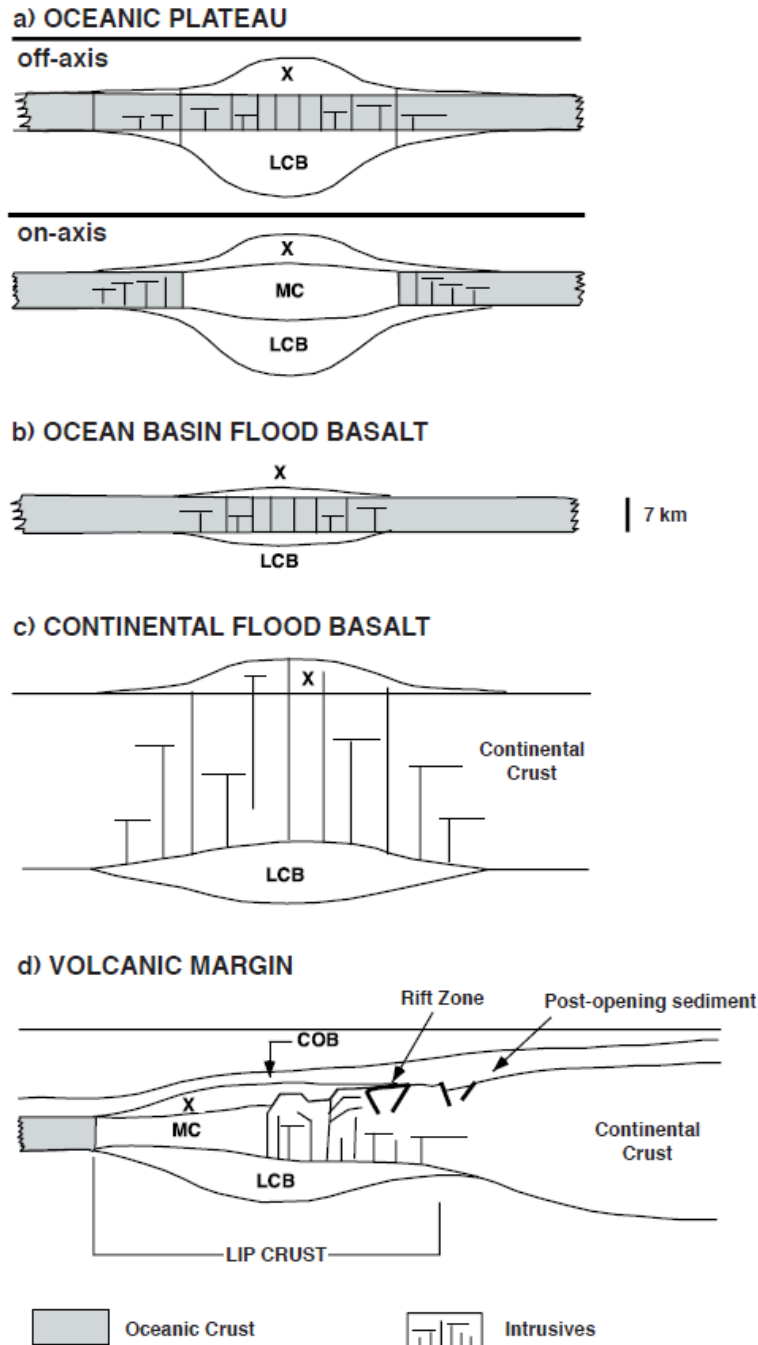 a) OCEANIC PLATEAU
off-axis
X
LCB
on-axis
X
MC
LCB
b) OCEAN BASIN FLOOD BASALT
X
7 km
LCB
c) CONTINENTAL FLOOD BASALT
X
Continental
Crust
LCB
d) VOLCANIC MARGIN
Rift Zone
Post-opening sediment
COB
X
MC
Continental
Crust
LCB
LIP CRUST
Oceanic Crust
Intrusives